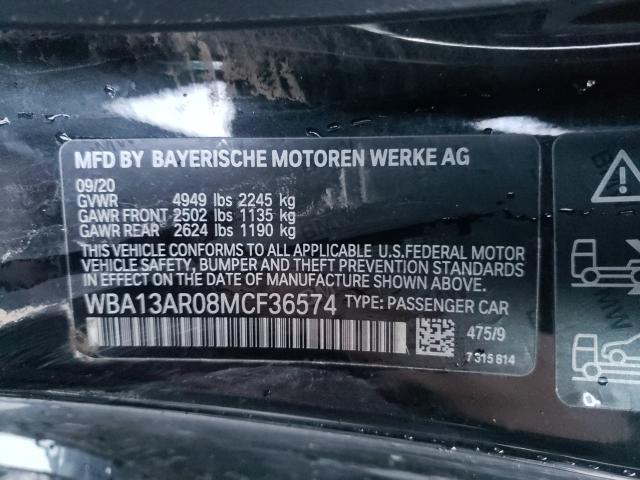 MFD BY BAYERISCHE MOTOREN WERKE AG
09/20
GVWR 4949 lbs 2245 kg
GAWR FRONT 2502 lbs 1135 kg
GAWR REAR 2624 lbs 1190 kg
THIS VEHICLE CONFORMS TO ALL APPLICABLE U.S.FEDERAL MOTOR
VEHICLE SAFETY, BUMPER AND THEFT PREVENTION STANDARDS
IN EFFECT ON THE DATE OF MANUFACTURE SHOWN ABOVE.
WBA13AR08MCF36574 TYPE: PASSENGER CAR
475/9
7 315 814